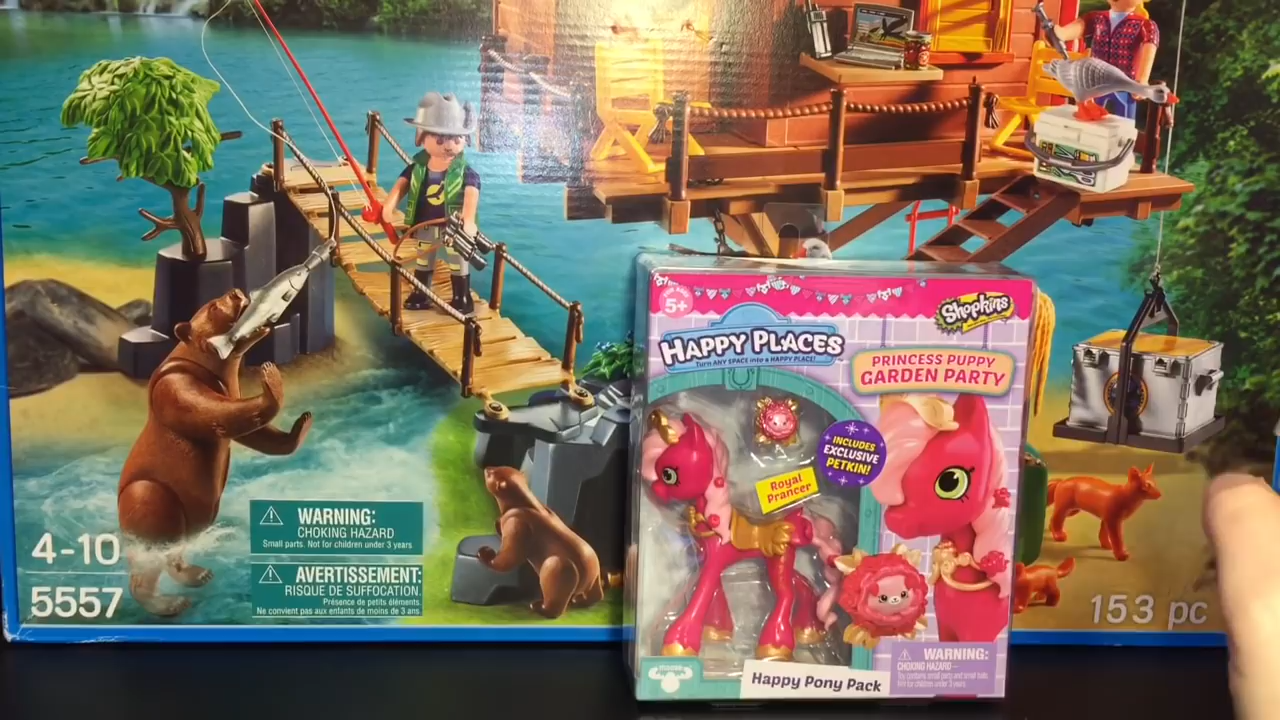 WARNING:
CHOKING HAZARD
Small parts. Not for children under 3 years
AVERTISSEMENT:
RISQUE DE SUFFOCATION.
Présence de petits éléments.
Ne convient pas aux enfants de moins de 3 ans
4-10
5557
153 pc
5+
Shopkins
HAPPY PLACES
Turn ANY SPACE into a HAPPY PLACE!
PRINCESS PUPPY
GARDEN PARTY
INCLUDES
EXCLUSIVE
PETKIN!
Royal
Prancer
moose
Happy Pony Pack
WARNING:
CHOKING HAZARD –